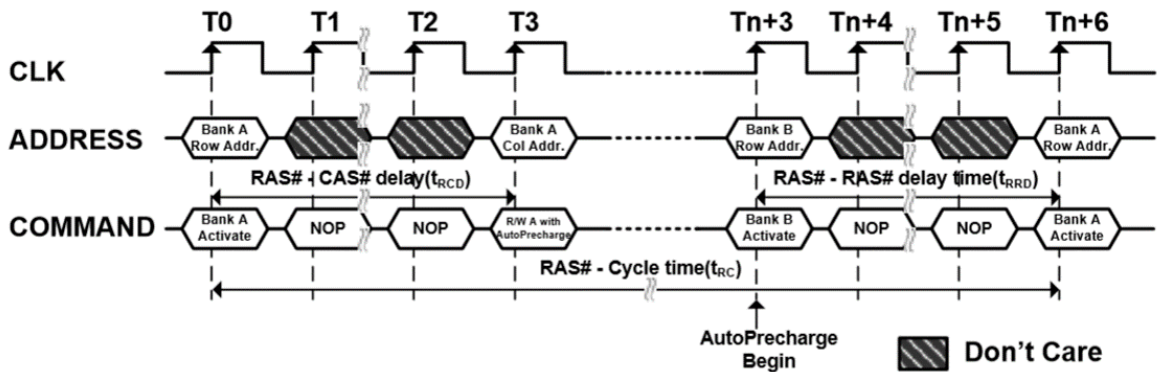 T0 T1 T2 T3 Tn+3 Tn+4 Tn+5 Tn+6
CLK
ADDRESS
Bank A
Row Addr.
Bank A
Col Addr.
Bank B
Row Addr.
Bank A
Row Addr.
RAS# - CAS# delay(tRCD)
RAS# - RAS# delay time(tRRD)
COMMAND
Bank A
Activate
NOP
NOP
R/W A with
AutoPrecharge
Bank B
Activate
NOP
NOP
Bank A
Activate
RAS# - Cycle time(tRC)
AutoPrecharge
Begin
Don't Care